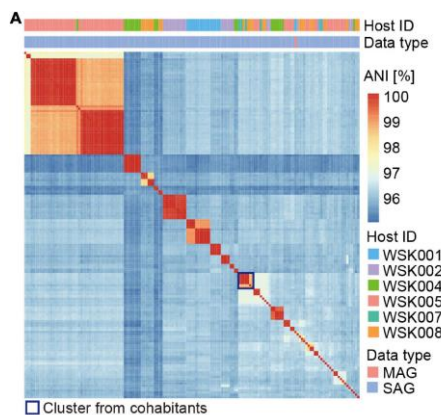 A
Host ID
Data type
ANI [%]
100
99
98
97
96
Host ID
WSK001
WSK002
WSK004
WSK005
WSK007
WSK008
Data type
MAG
SAG
Cluster from cohabitants